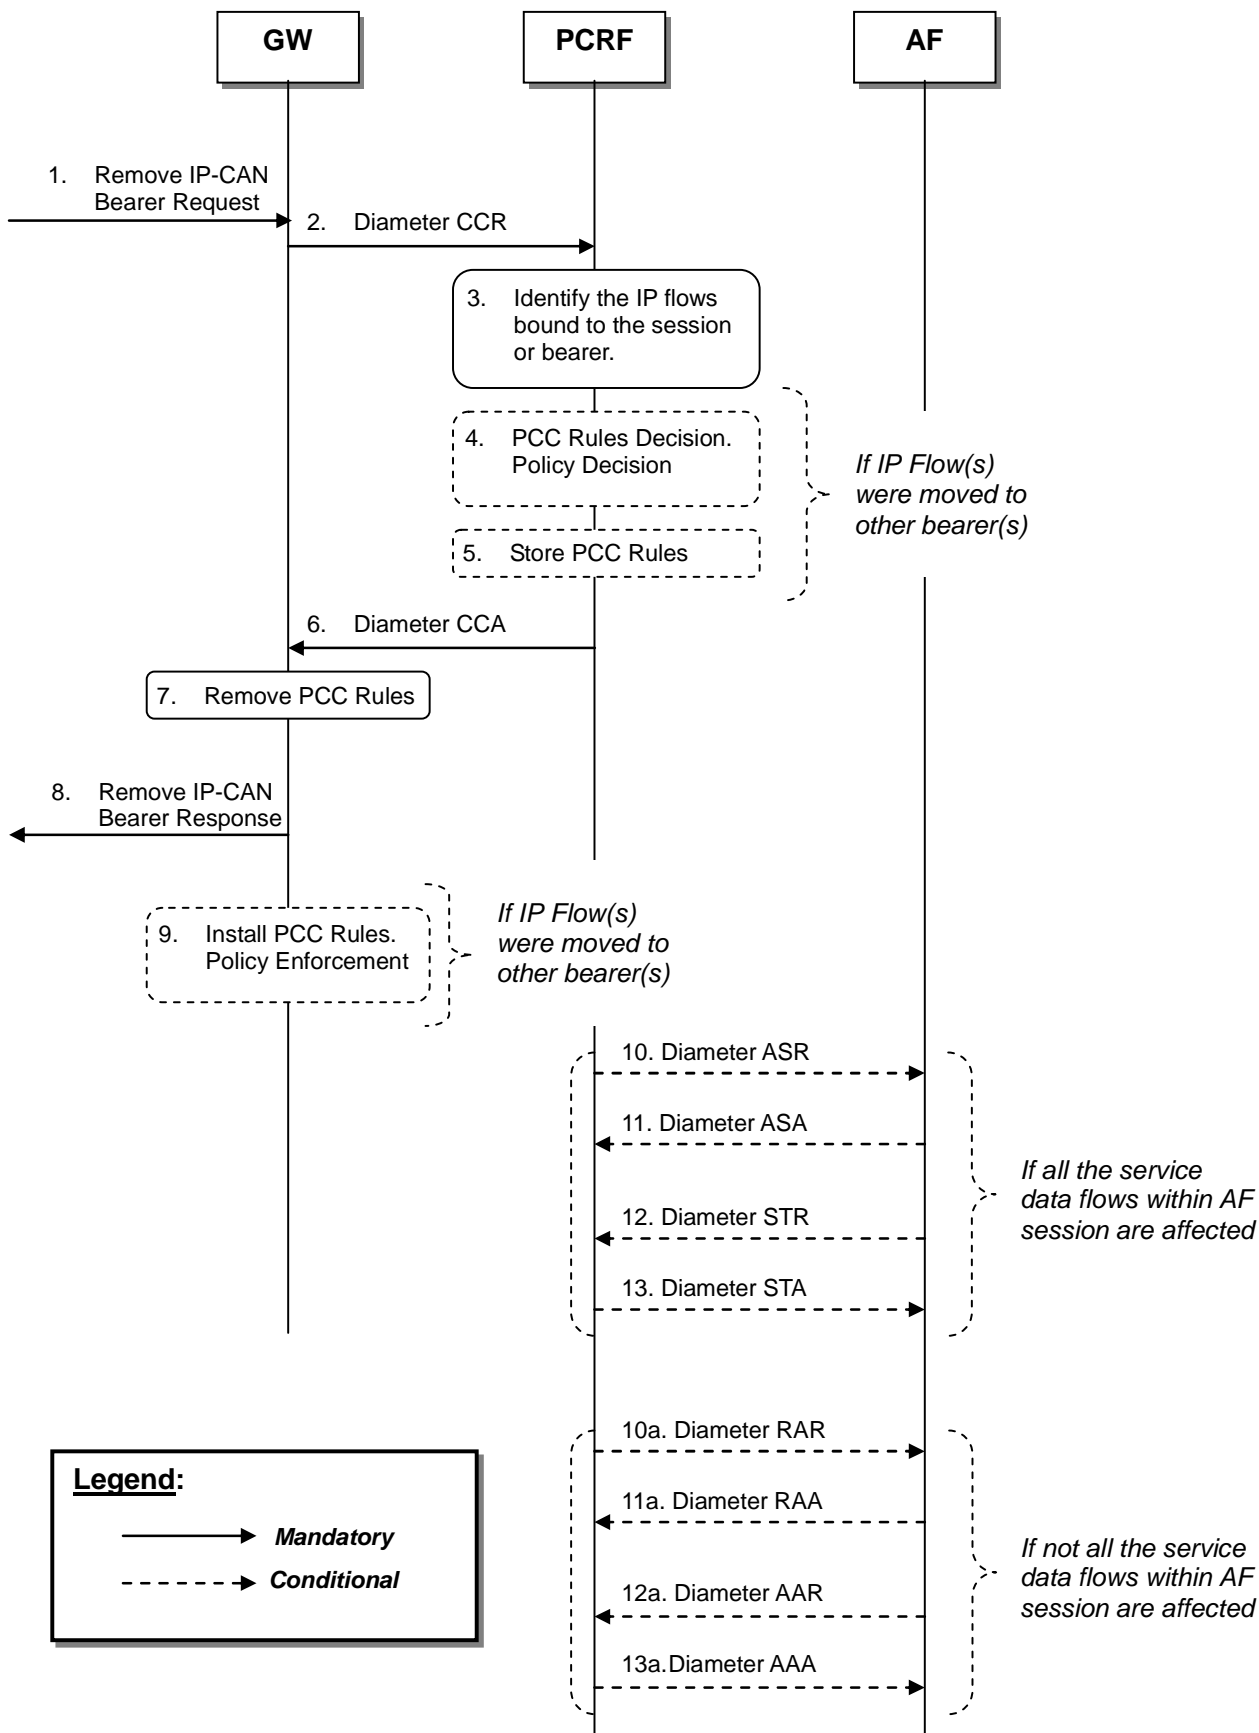 GW
PCRF
AF
1. Remove IP-CAN
Bearer Request
2. Diameter CCR
3. Identify the IP flows
bound to the session
or bearer.
4. PCC Rules Decision.
Policy Decision
If IP Flow(s)
were moved to
other bearer(s)
5. Store PCC Rules
6. Diameter CCA
7. Remove PCC Rules
8. Remove IP-CAN
Bearer Response
9. Install PCC Rules.
Policy Enforcement
If IP Flow(s)
were moved to
other bearer(s)
10. Diameter ASR
11. Diameter ASA
12. Diameter STR
13. Diameter STA
If all the service
data flows within AF
session are affected
10a. Diameter RAR
11a. Diameter RAA
12a. Diameter AAR
13a.Diameter AAA
If not all the service
data flows within AF
session are affected
Legend:
Mandatory
Conditional